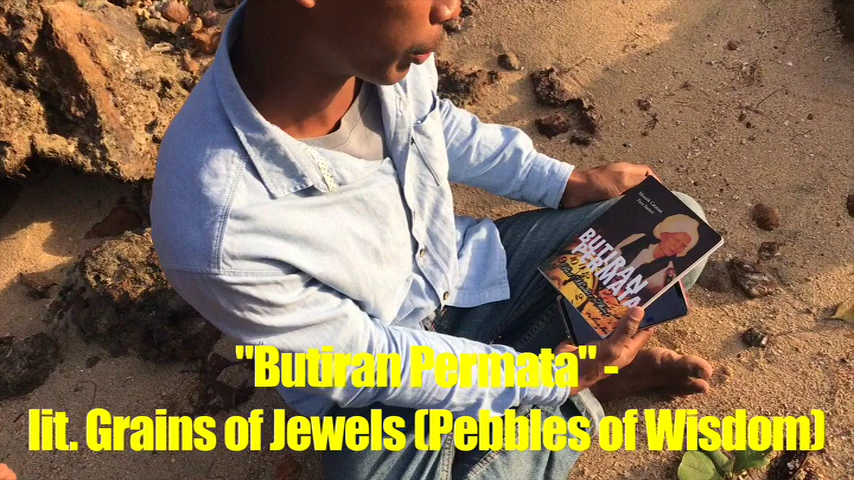 BUTIRAN
PERMATA
"Butiran Permata" -
lit. Grains of Jewels (Pebbles of Wisdom)